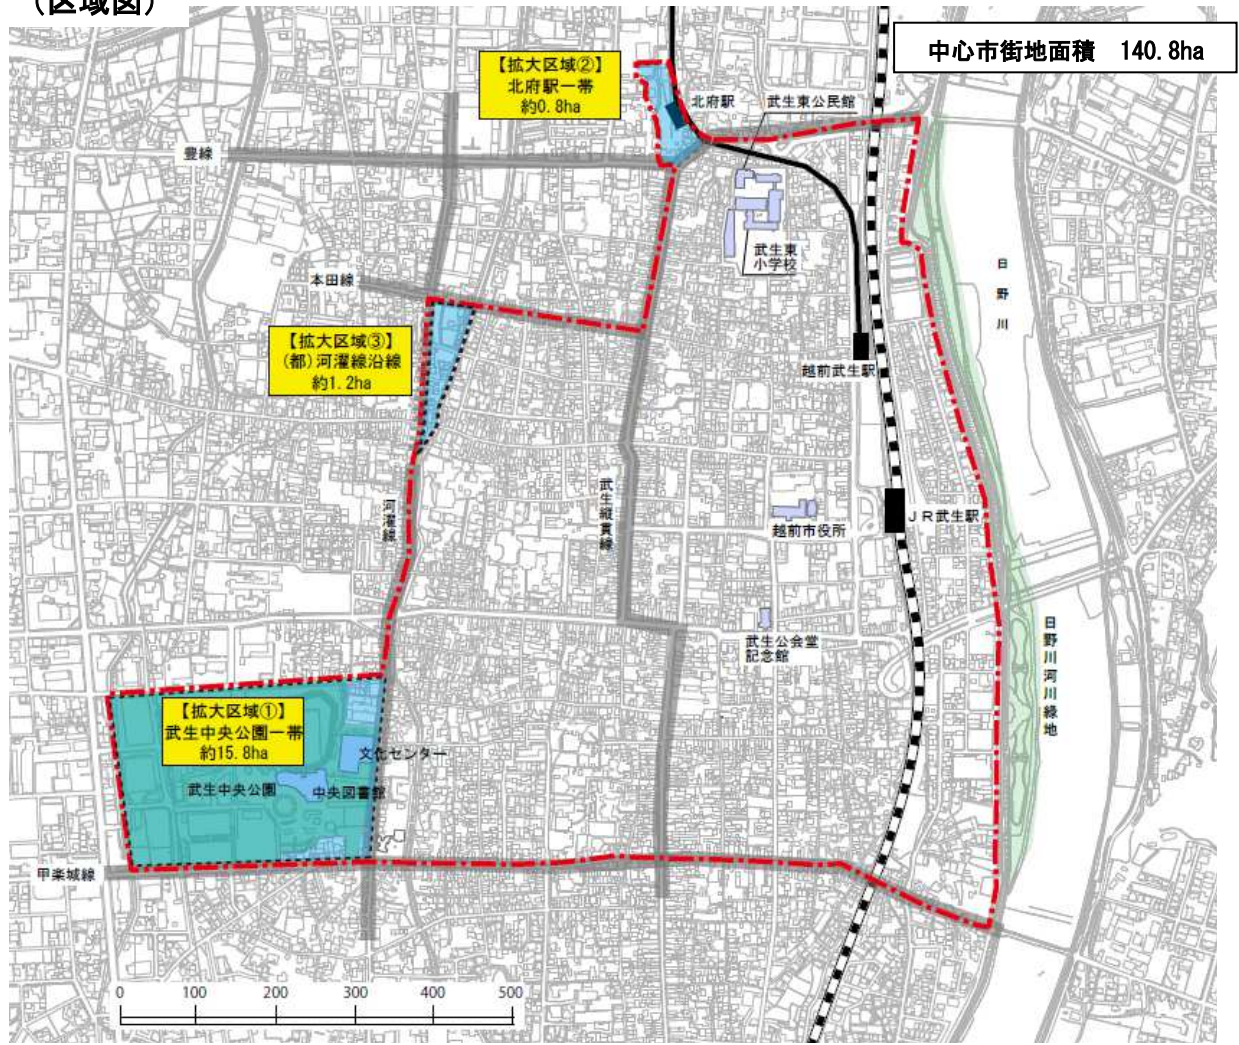 (区域図)
中心市街地面積 140.8ha
【拡大区域②】
北府駅一帯
約0.8ha
北府駅
武生東公民館
豊線
武生東
小学校
本田線
日野川
【拡大区域③】
(都)河濯線沿線
約1.2ha
越前武生駅
河濯線
武生縦貫線
越前市役所
JR武生駅
武生公会堂
記念館
日野川河川緑地
【拡大区域①】
武生中央公園一帯
約15.8ha
文化センター
武生中央公園
中央図書館
甲楽城線
0 100 200 300 400 500